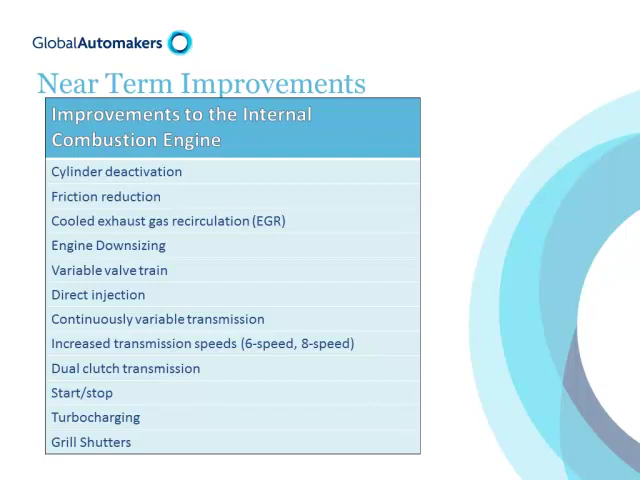 GlobalAutomakers
Near Term Improvements
Improvements to the Internal
Combustion Engine
Cylinder deactivation
Friction reduction
Cooled exhaust gas recirculation (EGR)
Engine Downsizing
Variable valve train
Direct injection
Continuously variable transmission
Increased transmission speeds (6-speed, 8-speed)
Dual clutch transmission
Start/stop
Turbocharging
Grill Shutters